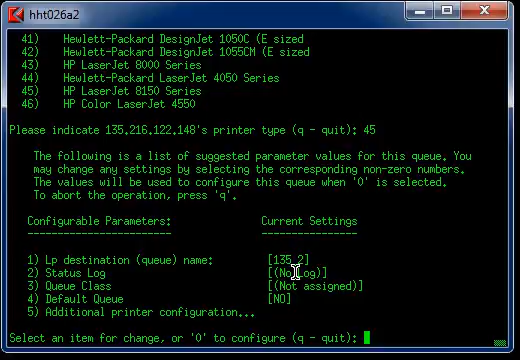 hht026a2
41) Hewlett-Packard DesignJet 1050C (E sized
42) Hewlett-Packard DesignJet 1055CM (E sized
43) HP LaserJet 8000 Series
44) Hewlett-Packard LaserJet 4050 Series
45) HP LaserJet 8150 Series
46) HP Color LaserJet 4550
Please indicate 135.216.122.148's printer type (q - quit): 45
The following is a list of suggested parameter values for this queue. You
may change any settings by selecting the corresponding non-zero numbers.
The values will be used to configure this queue when '0' is selected.
To abort the operation, press 'q'.
Configurable Parameters: Current Settings
------------------------ ----------------
1) Lp destination (queue) name: [135_2]
2) Status Log [(No Log)]
3) Queue Class [(Not assigned)]
4) Default Queue [NO]
5) Additional printer configuration...
Select an item for change, or '0' to configure (q - quit):